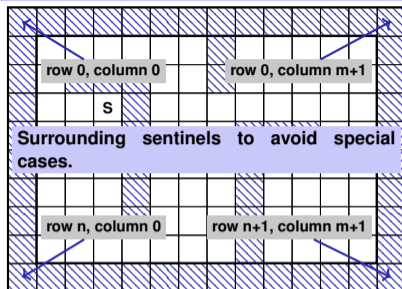 row 0, column 0
row 0, column m+1
S
Surrounding sentinels to avoid special
cases.
row n, column 0
row n+1, column m+1